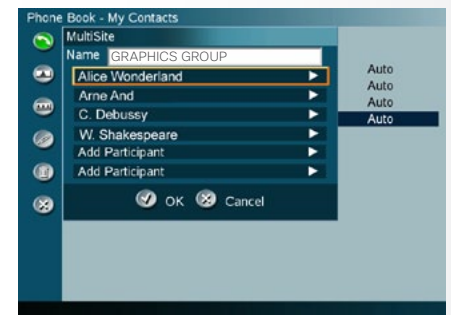 Phone Book - My Contacts
MultiSite
Name GRAPHICS GROUP
Alice Wonderland
Auto
Arne And
Auto
C. Debussy
Auto
W. Shakespeare
Auto
Add Participant
Add Participant
OK Cancel